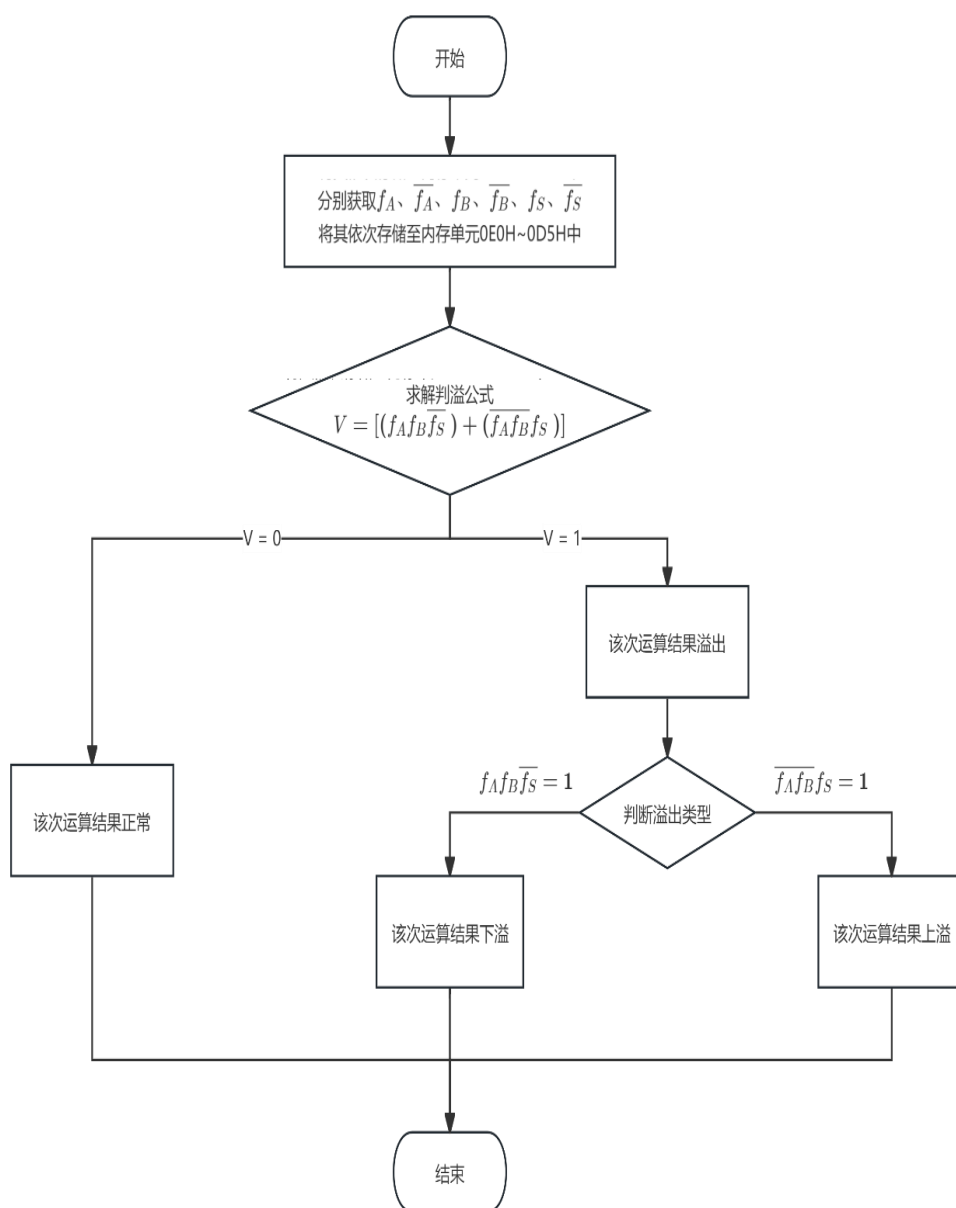 开始
分别获取$f_A$、$\overline{f_A}$、$f_B$、$\overline{f_B}$、$f_S$、$\overline{f_S}$
将其依次存储至内存单元0E0H~0D5H中
求解判溢公式
$V = [(f_A f_B \overline{f_S}) + (\overline{f_A f_B} f_S)]$
V = 0
V = 1
该次运算结果溢出
$f_A f_B \overline{f_S} = 1$
$\overline{f_A f_B} f_S = 1$
判断溢出类型
该次运算结果正常
该次运算结果下溢
该次运算结果上溢
结束